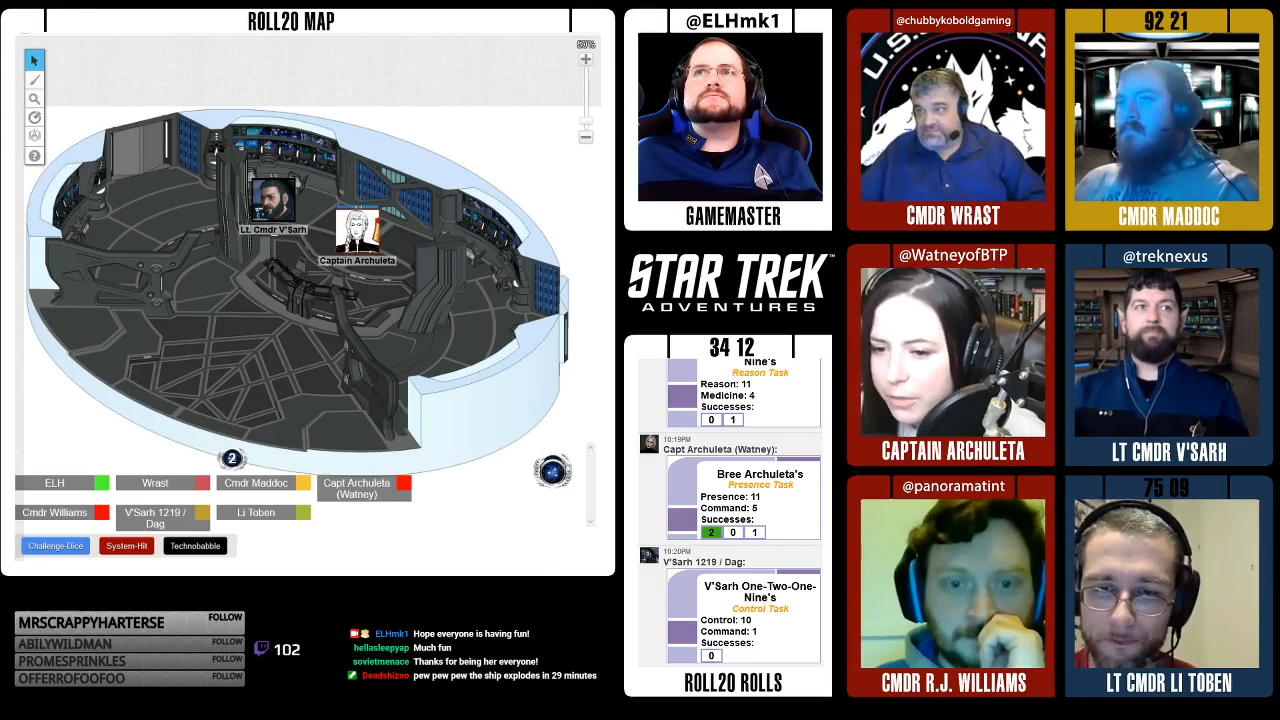 ROLL20 MAP
50%
Lt. Cmdr V'Sarh
Captain Archuleta
2
ELH
Wrast
Cmdr Maddoc
Capt Archuleta
(Watney)
Cmdr Williams
V'Sarh 1219 /
Dag
Li Toben
Challenge-Dice
System-Hit
Technobabble
MRSCRAPPYHARTERSE
FOLLOW
ABILYWILDMAN
FOLLOW
PROMESPRINKLES
FOLLOW
OFFERROFOOFOO
FOLLOW
102
ELHmk1 Hope everyone is having fun!
hellasleepyap Much fun
sovietmenace Thanks for being her everyone!
Deadshizno pew pew pew the ship explodes in 29 minutes
@ELHmk1
GAMEMASTER
STAR TREK™
ADVENTURES
34 12
Nine's
Reason Task
Reason: 11
Medicine: 4
Successes:
0 1
10:19PM
Capt Archuleta (Watney):
Bree Archuleta's
Presence Task
Presence: 11
Command: 5
Successes:
2 0 1
10:20PM
V'Sarh 1219 / Dag:
V'Sarh One-Two-One-
Nine's
Control Task
Control: 10
Command: 1
Successes:
0
ROLL20 ROLLS
@chubbykoboldgaming
U.S.S.
CMDR WRAST
92 21
CMDR MADDOC
@WatneyofBTP
CAPTAIN ARCHULETA
@treknexus
LT CMDR V'SARH
@panoramatint
CMDR R.J. WILLIAMS
75 09
LT CMDR LI TOBEN